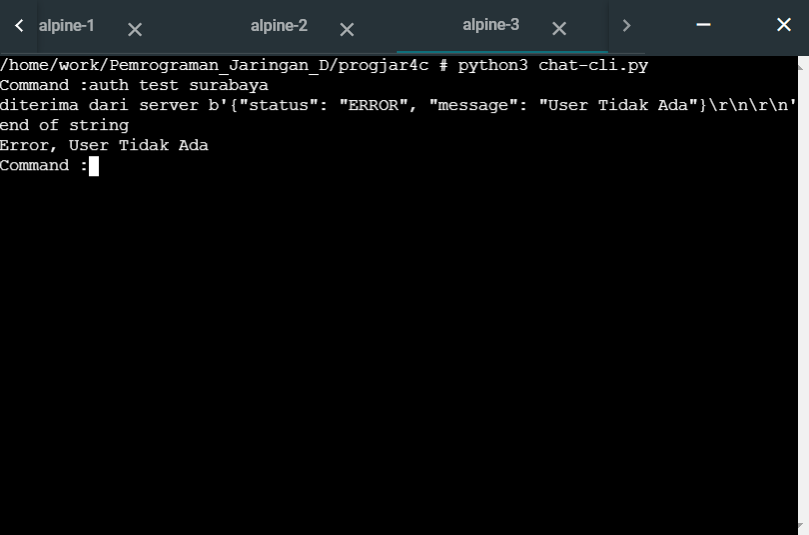 alpine-1 alpine-2 alpine-3
/home/work/Pemrograman_Jaringan_D/progjar4c # python3 chat-cli.py
Command :auth test surabaya
diterima dari server b'{"status": "ERROR", "message": "User Tidak Ada"}\r\n\r\n'
end of string
Error, User Tidak Ada
Command :